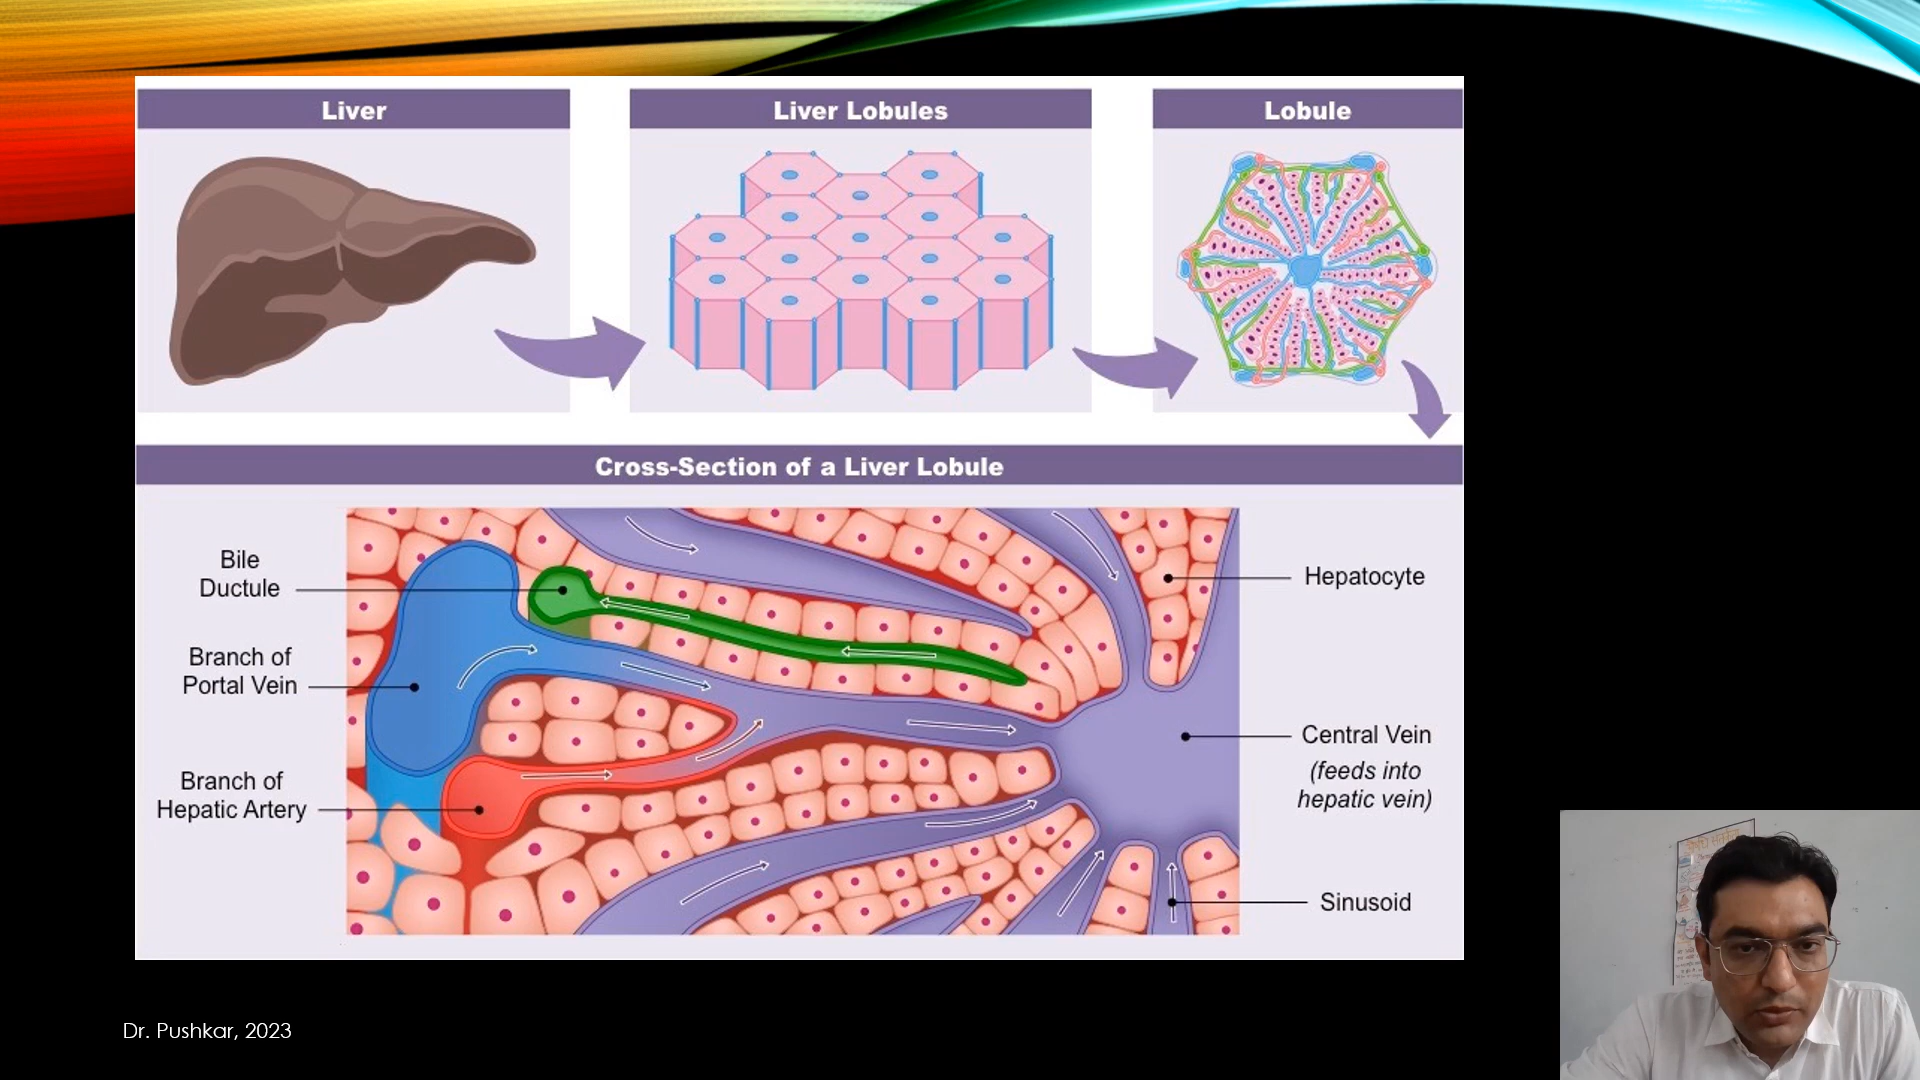 Liver
Liver Lobules
Lobule
Cross-Section of a Liver Lobule
Bile
Ductule
Branch of
Portal Vein
Branch of
Hepatic Artery
Hepatocyte
Central Vein
(feeds into
hepatic vein)
Sinusoid
Dr. Pushkar, 2023